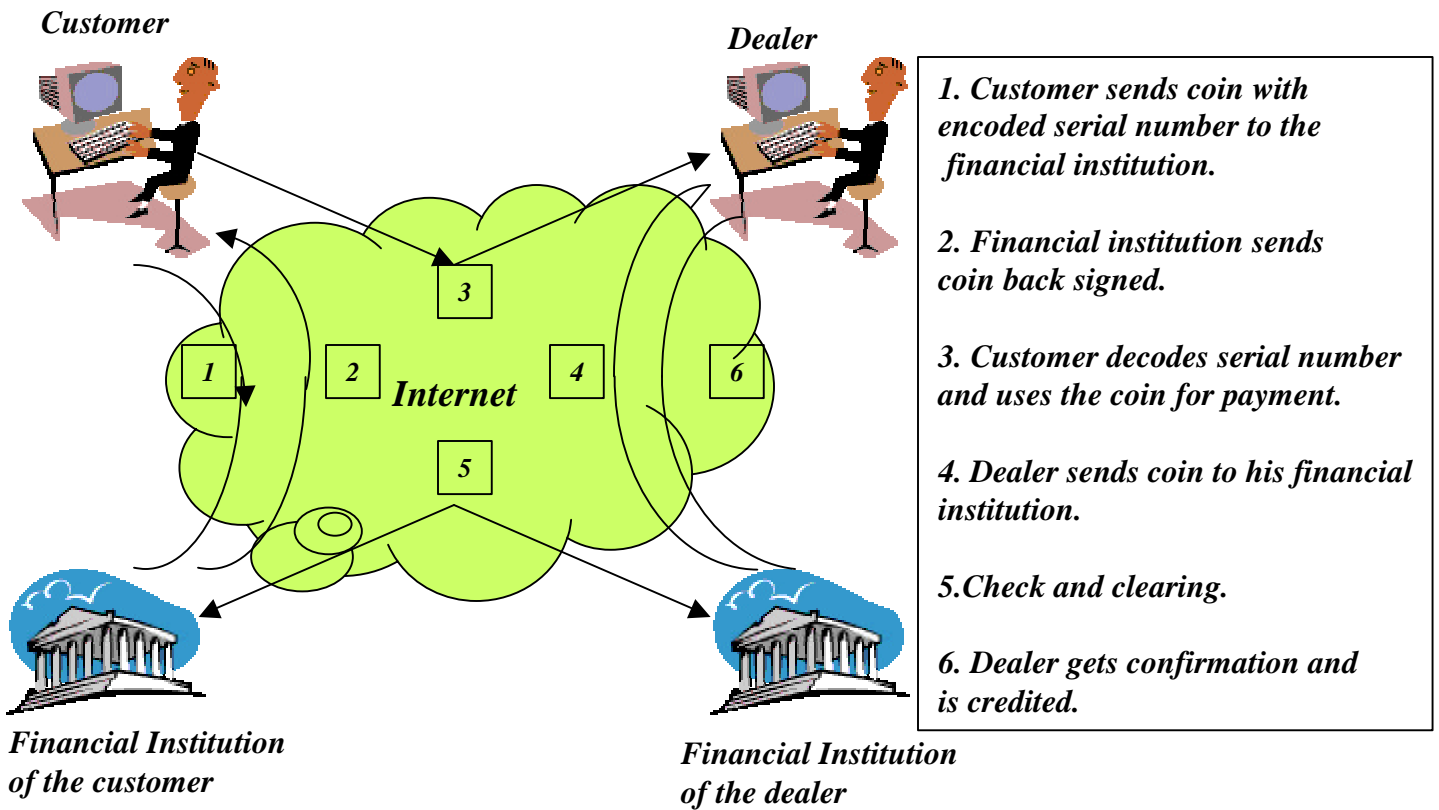 Customer
Dealer
1. Customer sends coin with
encoded serial number to the
financial institution.
2. Financial institution sends
coin back signed.
3. Customer decodes serial number
and uses the coin for payment.
4. Dealer sends coin to his financial
institution.
5.Check and clearing.
6. Dealer gets confirmation and
is credited.
3
1
2
Internet
4
6
5
Financial Institution
of the customer
Financial Institution
of the dealer